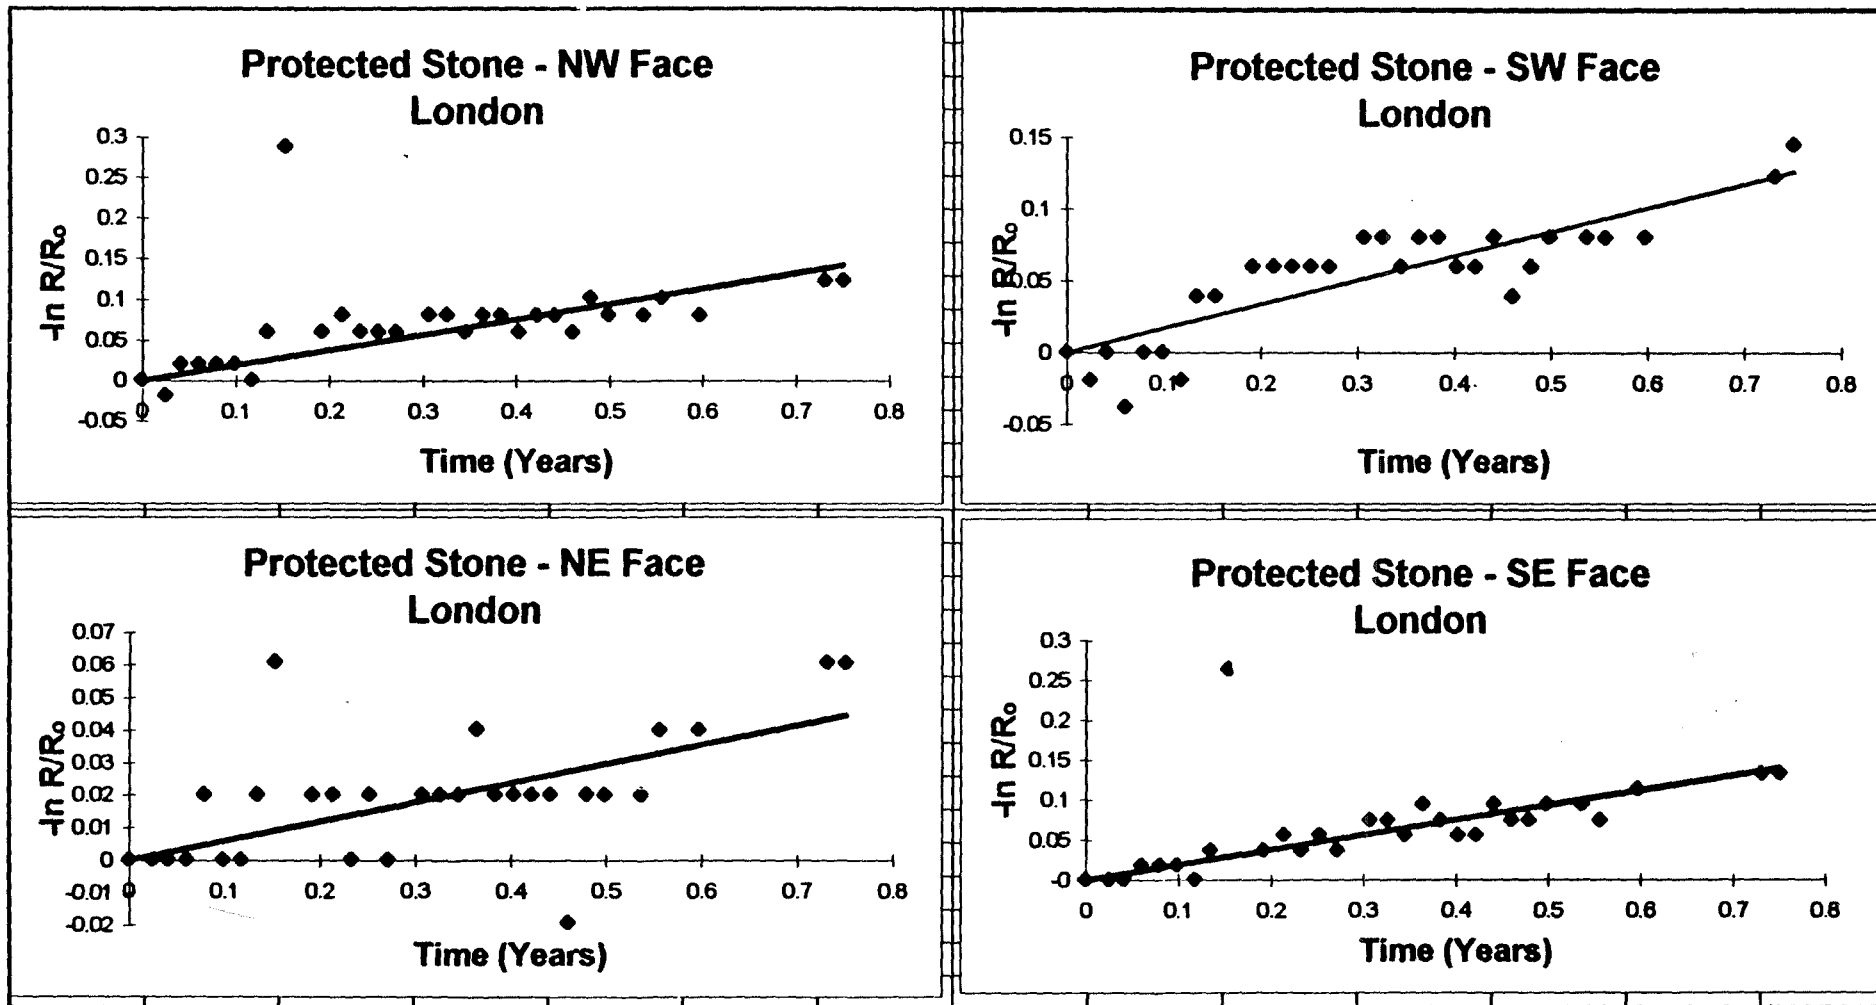 Protected Stone - NW Face
London
0.3
0.25
0.2
0.15
0.1
0.05
0
-0.05
-ln R/Ro
0 0.1 0.2 0.3 0.4 0.5 0.6 0.7 0.8
Time (Years)
Protected Stone - SW Face
London
0.15
0.1
0.05
0
-0.05
-ln R/Ro
0 0.1 0.2 0.3 0.4 0.5 0.6 0.7 0.8
Time (Years)
Protected Stone - NE Face
London
0.07
0.06
0.05
0.04
0.03
0.02
0.01
0
-0.01
-0.02
-ln R/Ro
0 0.1 0.2 0.3 0.4 0.5 0.6 0.7 0.8
Time (Years)
Protected Stone - SE Face
London
0.3
0.25
0.2
0.15
0.1
0.05
-0
-ln R/Ro
0 0.1 0.2 0.3 0.4 0.5 0.6 0.7 0.8
Time (Years)